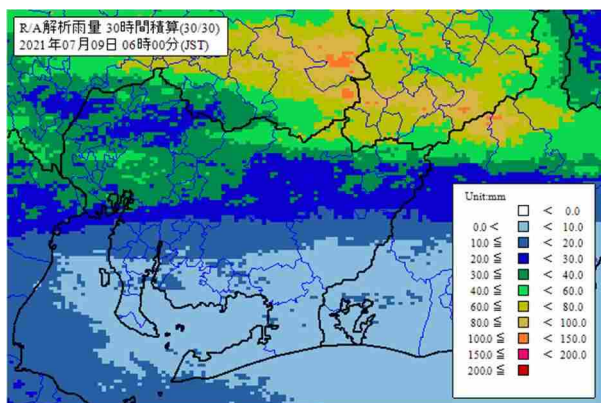 R/A解析雨量 30時間積算(30/30)
2021年07月09日 06時00分(JST)
Unit:mm
< 0.0
0.0 < < 10.0
10.0 ≦ < 20.0
20.0 ≦ < 30.0
30.0 ≦ < 40.0
40.0 ≦ < 60.0
60.0 ≦ < 80.0
80.0 ≦ < 100.0
100.0 ≦ < 150.0
150.0 ≦ < 200.0
200.0 ≦